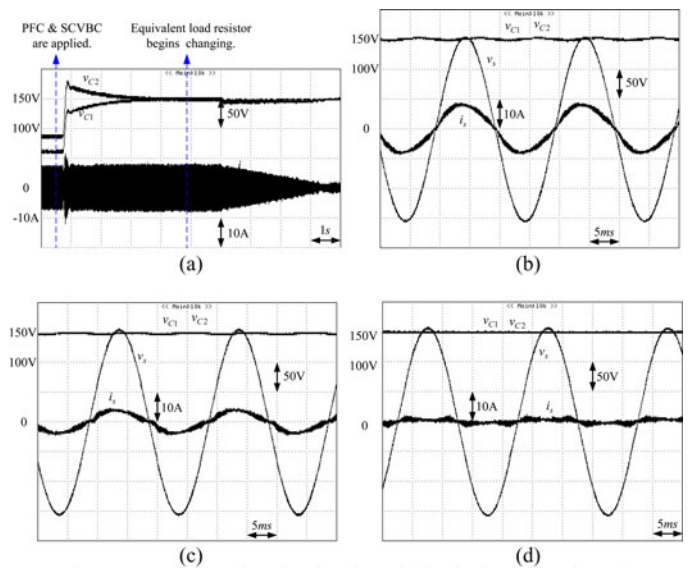 PFC & SCVBC
are applied.
Equivalent load resistor
begins changing.
<< Main:10k >>
vC2
vC1
150V
100V
50V
i
0
-10A
10A
1s
(a)
<< Main:10k >>
vC1 vC2
150V
vs
100V
50V
10A
is
0
5ms
(b)
<< Main:10k >>
vC1 vC2
150V
vs
100V
50V
is
10A
0
5ms
(c)
<< Main:10k >>
vC1 vC2
150V
vs
100V
50V
is
10A
0
5ms
(d)